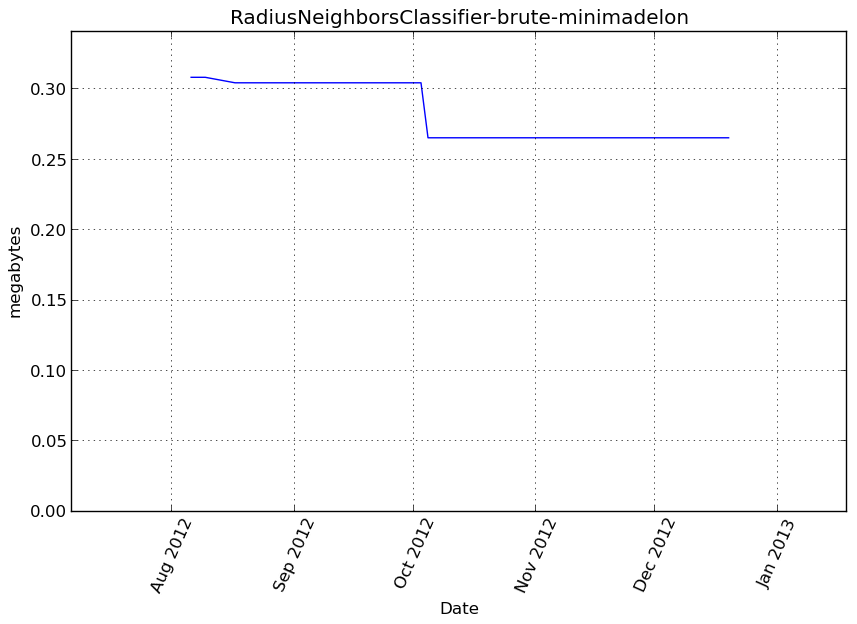 RadiusNeighborsClassifier-brute-minimadelon
0.30
0.25
0.20
0.15
0.10
0.05
0.00
megabytes
Aug 2012
Sep 2012
Oct 2012
Nov 2012
Dec 2012
Jan 2013
Date